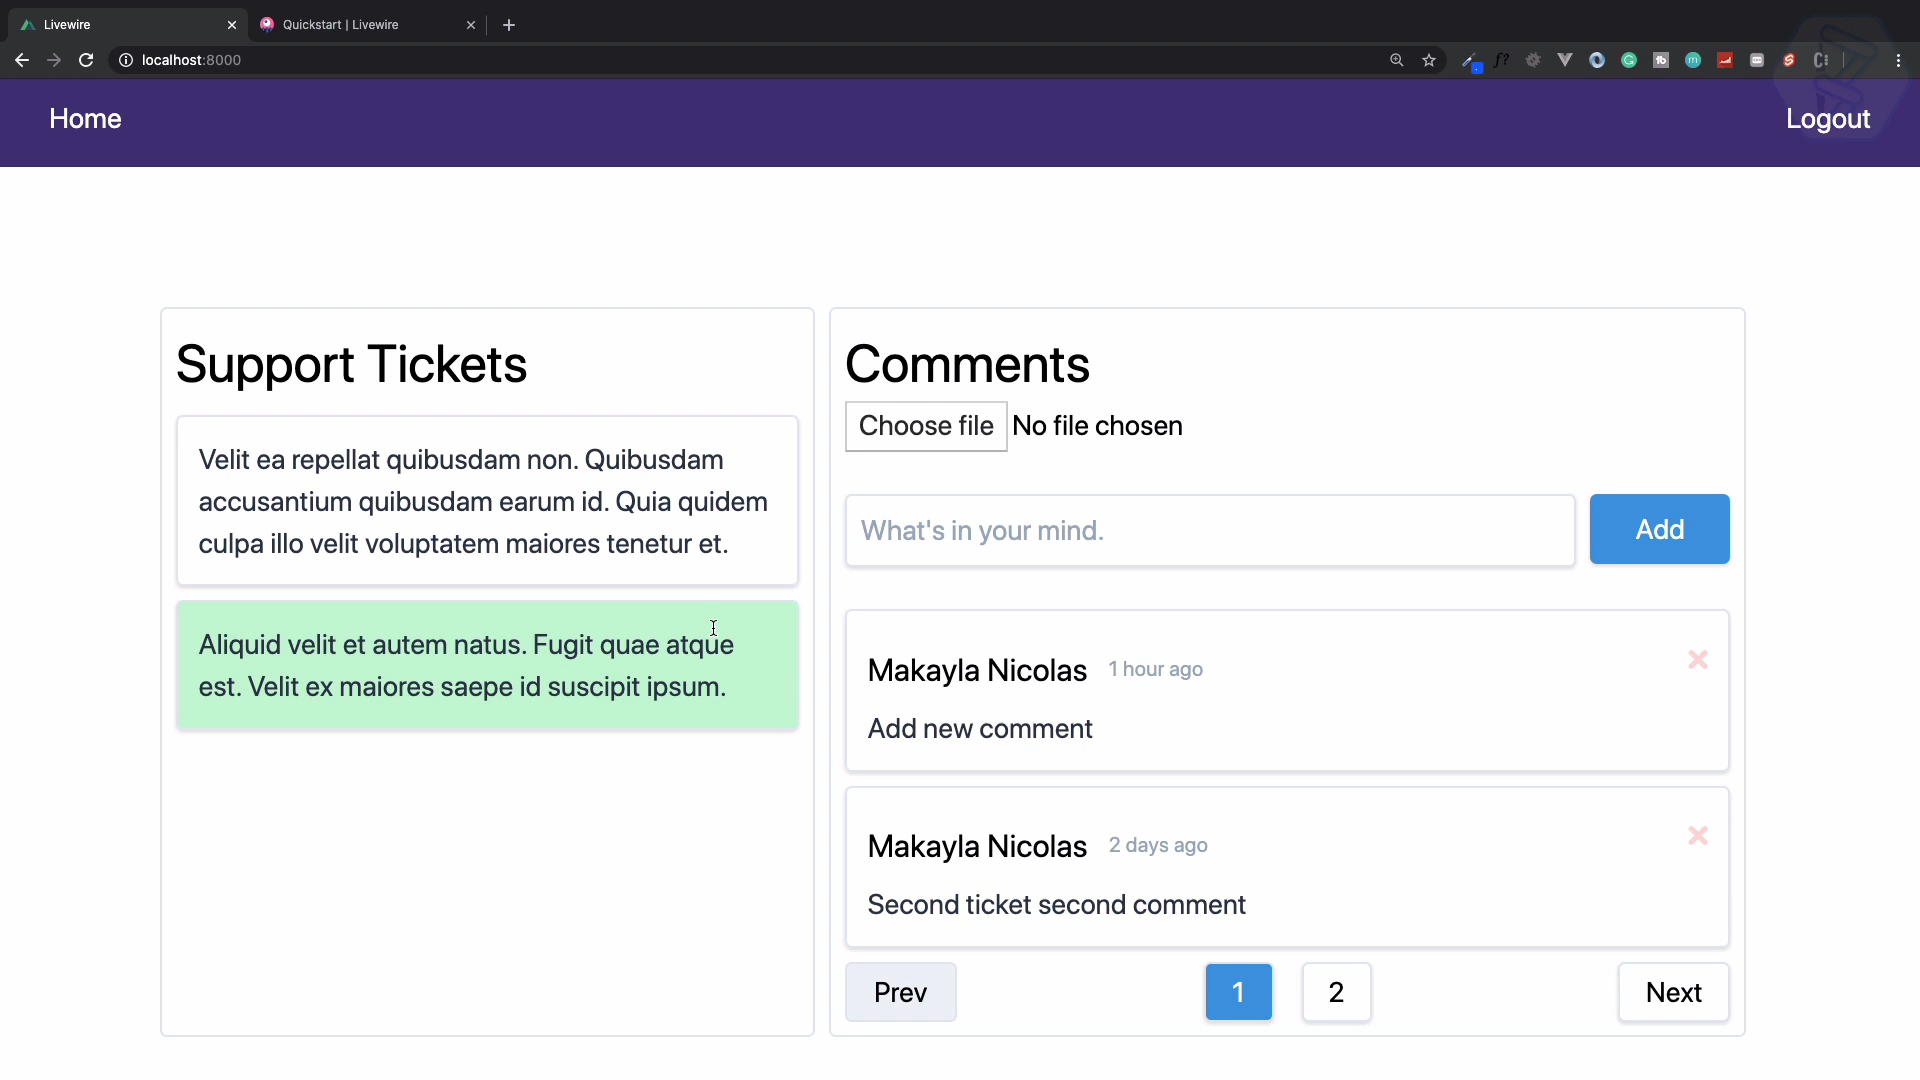 Livewire
Quickstart | Livewire
localhost:8000
Home
Logout
Support Tickets
Velit ea repellat quibusdam non. Quibusdam
accusantium quibusdam earum id. Quia quidem
culpa illo velit voluptatem maiores tenetur et.
Aliquid velit et autem natus. Fugit quae atque
est. Velit ex maiores saepe id suscipit ipsum.
Comments
Choose file No file chosen
What's in your mind.
Add
Makayla Nicolas 1 hour ago
Add new comment
Makayla Nicolas 2 days ago
Second ticket second comment
Prev
1
2
Next